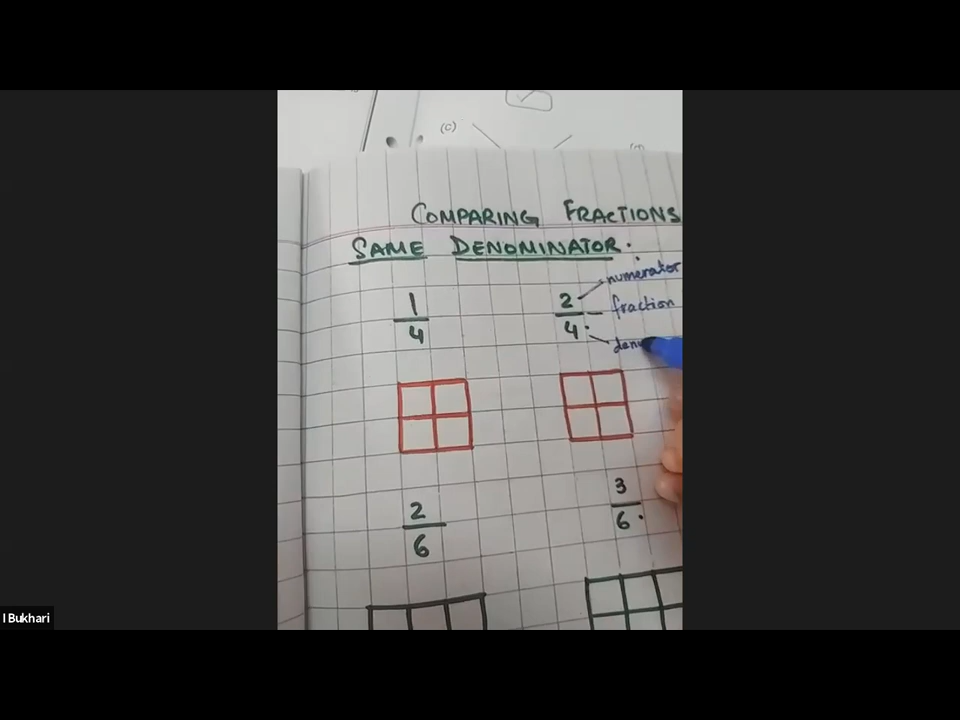 (C)
COMPARING FRACTIONS
SAME DENOMINATOR.
numerator
1/4 2/4 fraction
2/6 3/6
I Bukhari